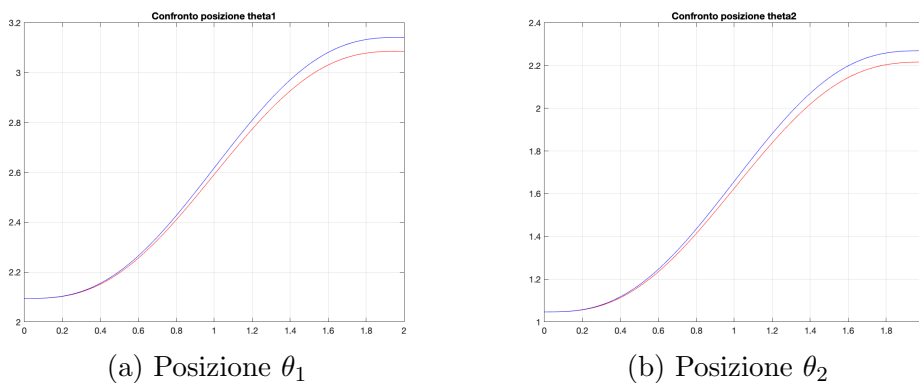 Confronto posizione theta1
3.2
3
2.8
2.6
2.4
2.2
2
0 0.2 0.4 0.6 0.8 1 1.2 1.4 1.6 1.8 2
(a) Posizione θ₁
Confronto posizione theta2
2.4
2.2
2
1.8
1.6
1.4
1.2
1
0 0.2 0.4 0.6 0.8 1 1.2 1.4 1.6 1.8
(b) Posizione θ₂